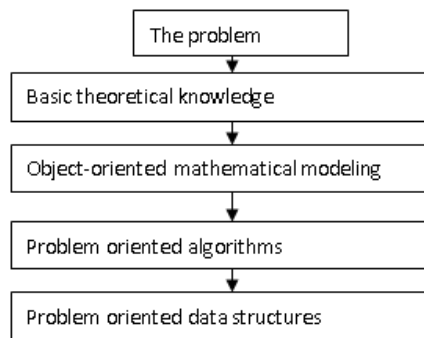 The problem
Basic theoretical knowledge
Object-oriented mathematical modeling
Problem oriented algorithms
Problem oriented data structures